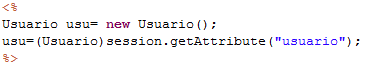 <%
Usuario usu= new Usuario();
usu=(Usuario)session.getAttribute("usuario");
%>